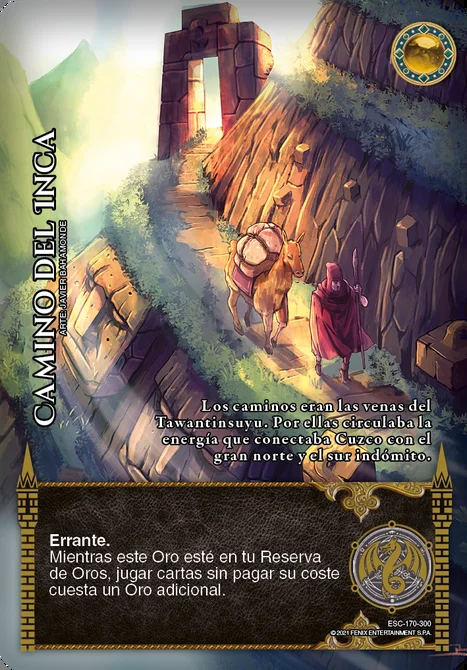 CAMINO DEL INCA
ARTE: JAVIER BAHAMONDE
Los caminos eran las venas del
Tawantinsuyu. Por ellas circulaba la
energía que conectaba Cuzco con el
gran norte y el sur indómito.
Errante.
Mientras este Oro esté en tu Reserva
de Oros, jugar cartas sin pagar su coste
cuesta un Oro adicional.
ESC-170-300
© 2021 FENIX ENTERTAINMENT S.P.A.